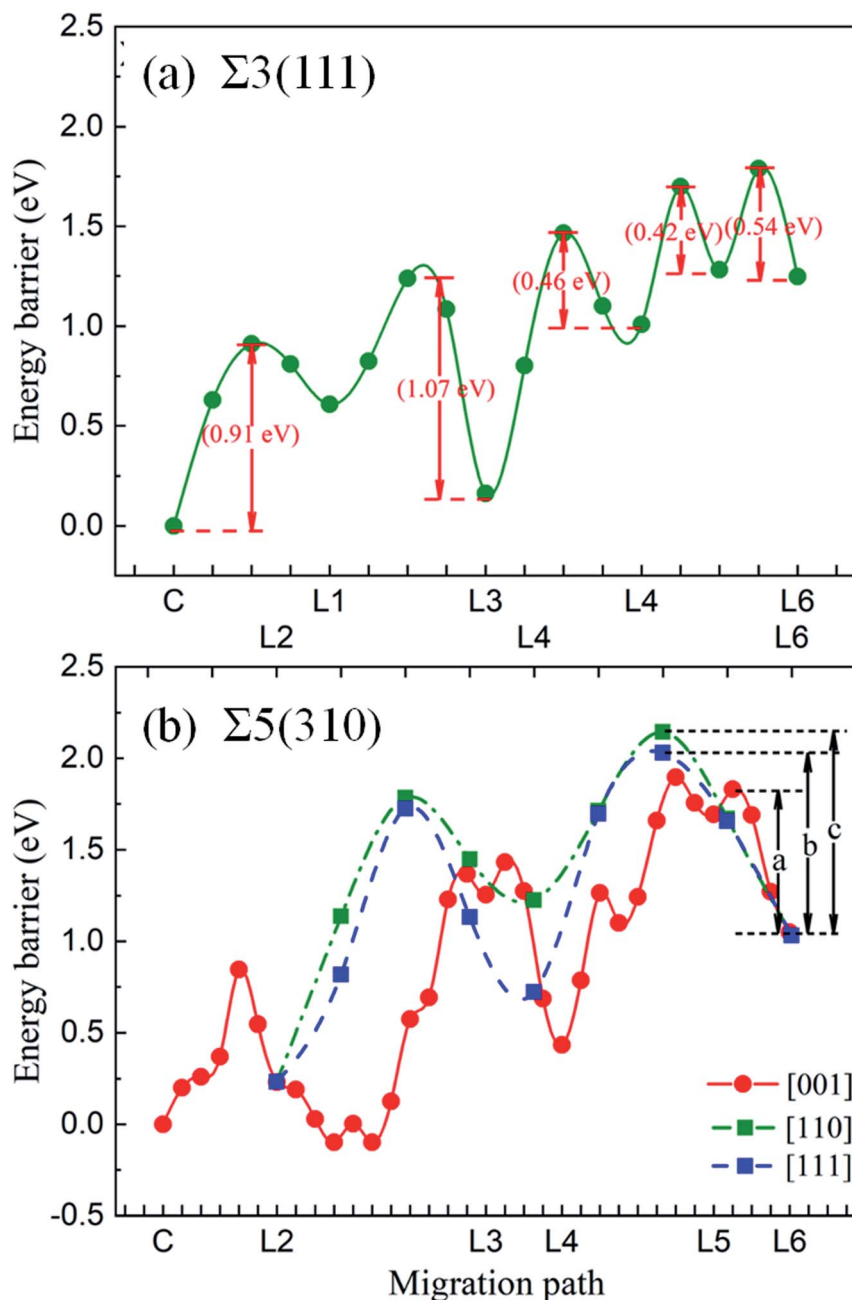 2.5
(a) Σ3(111)
2.0
1.5
1.0
0.5
0.0
Energy barrier (eV)
(0.91 eV)
(1.07 eV)
(0.46 eV)
(0.42 eV)
(0.54 eV)
C L1 L3 L4 L6
L2 L4 L6
2.5
(b) Σ5(310)
2.0
1.5
1.0
0.5
0.0
-0.5
Energy barrier (eV)
a b c
[001]
[110]
[111]
C L2 L3 L4 L5 L6
Migration path